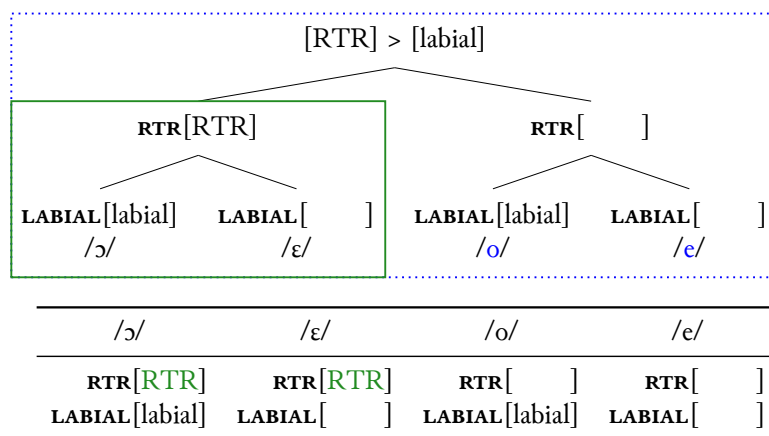 [RTR] > [labial]
RTR[RTR] RTR[ ]
LABIAL[labial] LABIAL[ ] LABIAL[labial] LABIAL[ ]
/ɔ/ /ɛ/ /o/ /e/
/ɔ/ /ɛ/ /o/ /e/
RTR[RTR] RTR[RTR] RTR[ ] RTR[ ]
LABIAL[labial] LABIAL[ ] LABIAL[labial] LABIAL[ ]